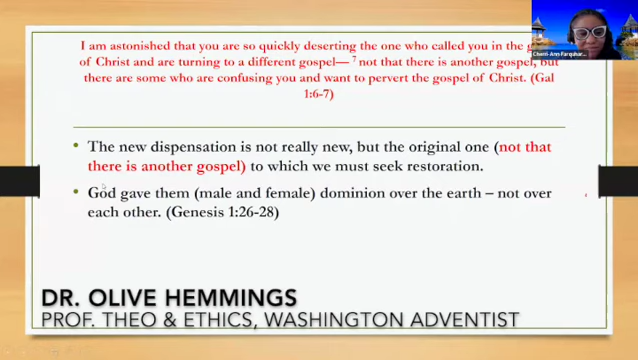 Cherri-Ann-Farquhar...
I am astonished that you are so quickly deserting the one who called you in the
of Christ and are turning to a different gospel— 7 not that there is another gospel, but
there are some who are confusing you and want to pervert the gospel of Christ. (Gal
1:6-7)
• The new dispensation is not really new, but the original one (not that
there is another gospel) to which we must seek restoration.
• God gave them (male and female) dominion over the earth – not over
each other. (Genesis 1:26-28)
DR. OLIVE HEMMINGS
PROF. THEO & ETHICS, WASHINGTON ADVENTIST